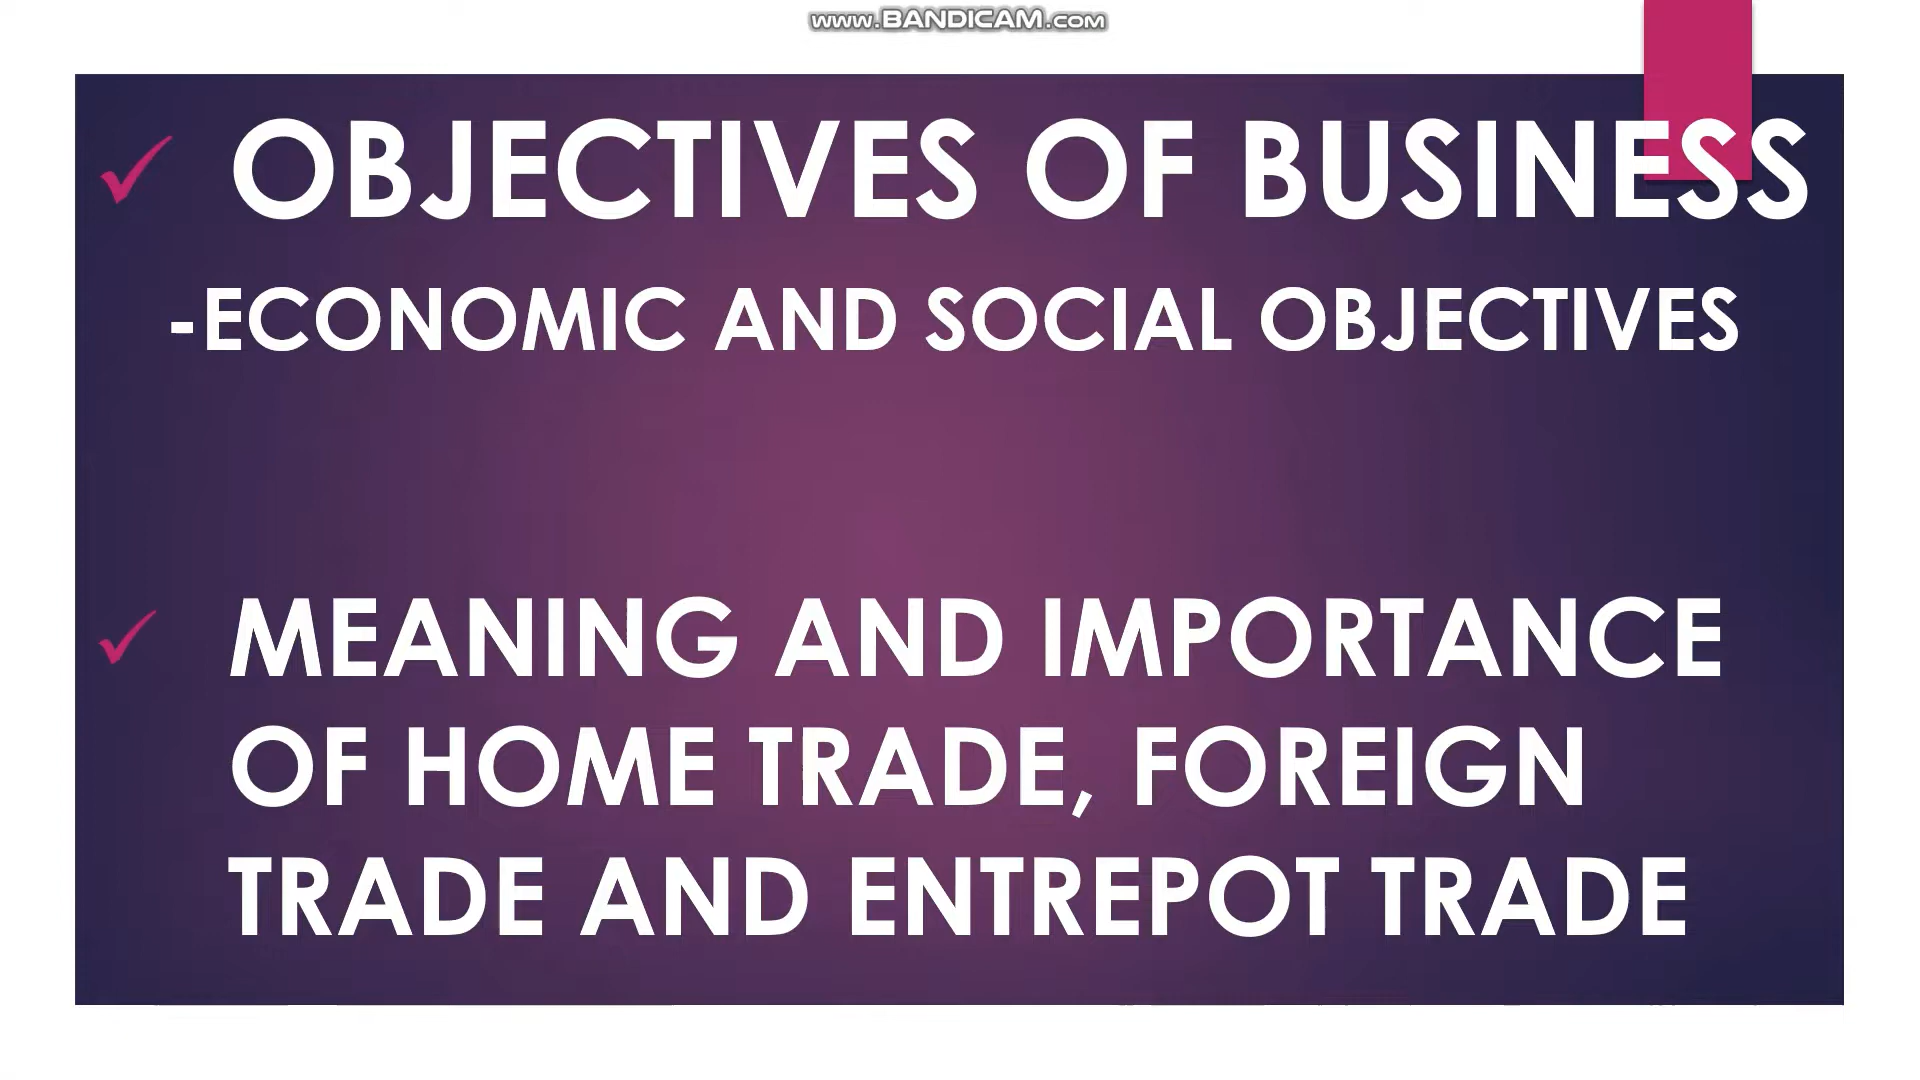 www.BANDICAM.com
OBJECTIVES OF BUSINESS
-ECONOMIC AND SOCIAL OBJECTIVES
MEANING AND IMPORTANCE
OF HOME TRADE, FOREIGN
TRADE AND ENTREPOT TRADE